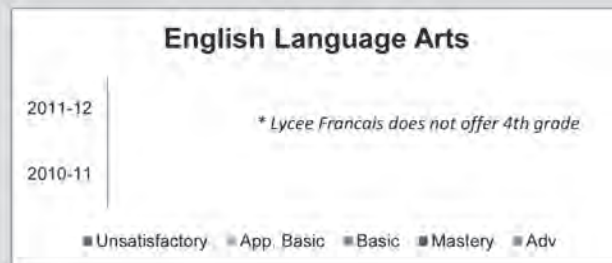 English Language Arts
2011-12
* Lycee Francais does not offer 4th grade
2010-11
Unsatisfactory App. Basic Basic Mastery Adv